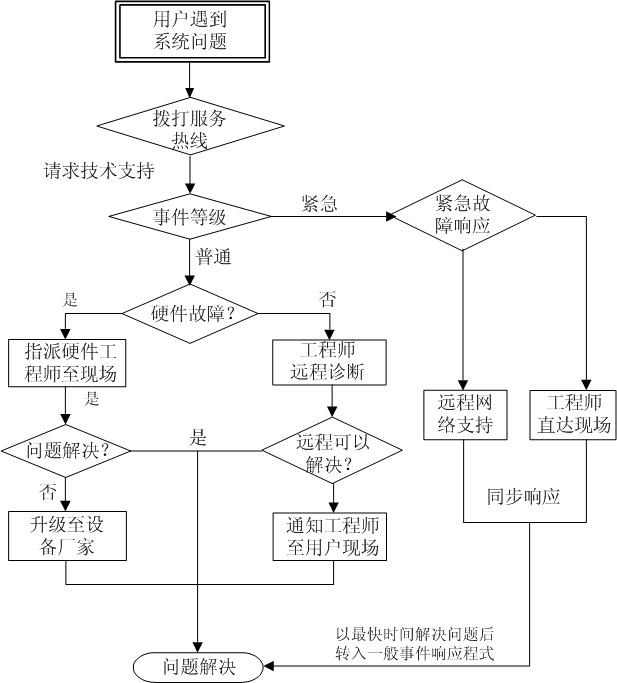 用户遇到
系统问题
拨打服务
热线
请求技术支持
事件等级
紧急
紧急故
障响应
普通
硬件故障？
是
否
指派硬件工
程师至现场
工程师
远程诊断
是
远程网
络支持
工程师
直达现场
问题解决？
是
远程可以
解决？
否
同步响应
升级至设
备厂家
通知工程师
至用户现场
以最快时间解决问题后
转入一般事件响应程式
问题解决